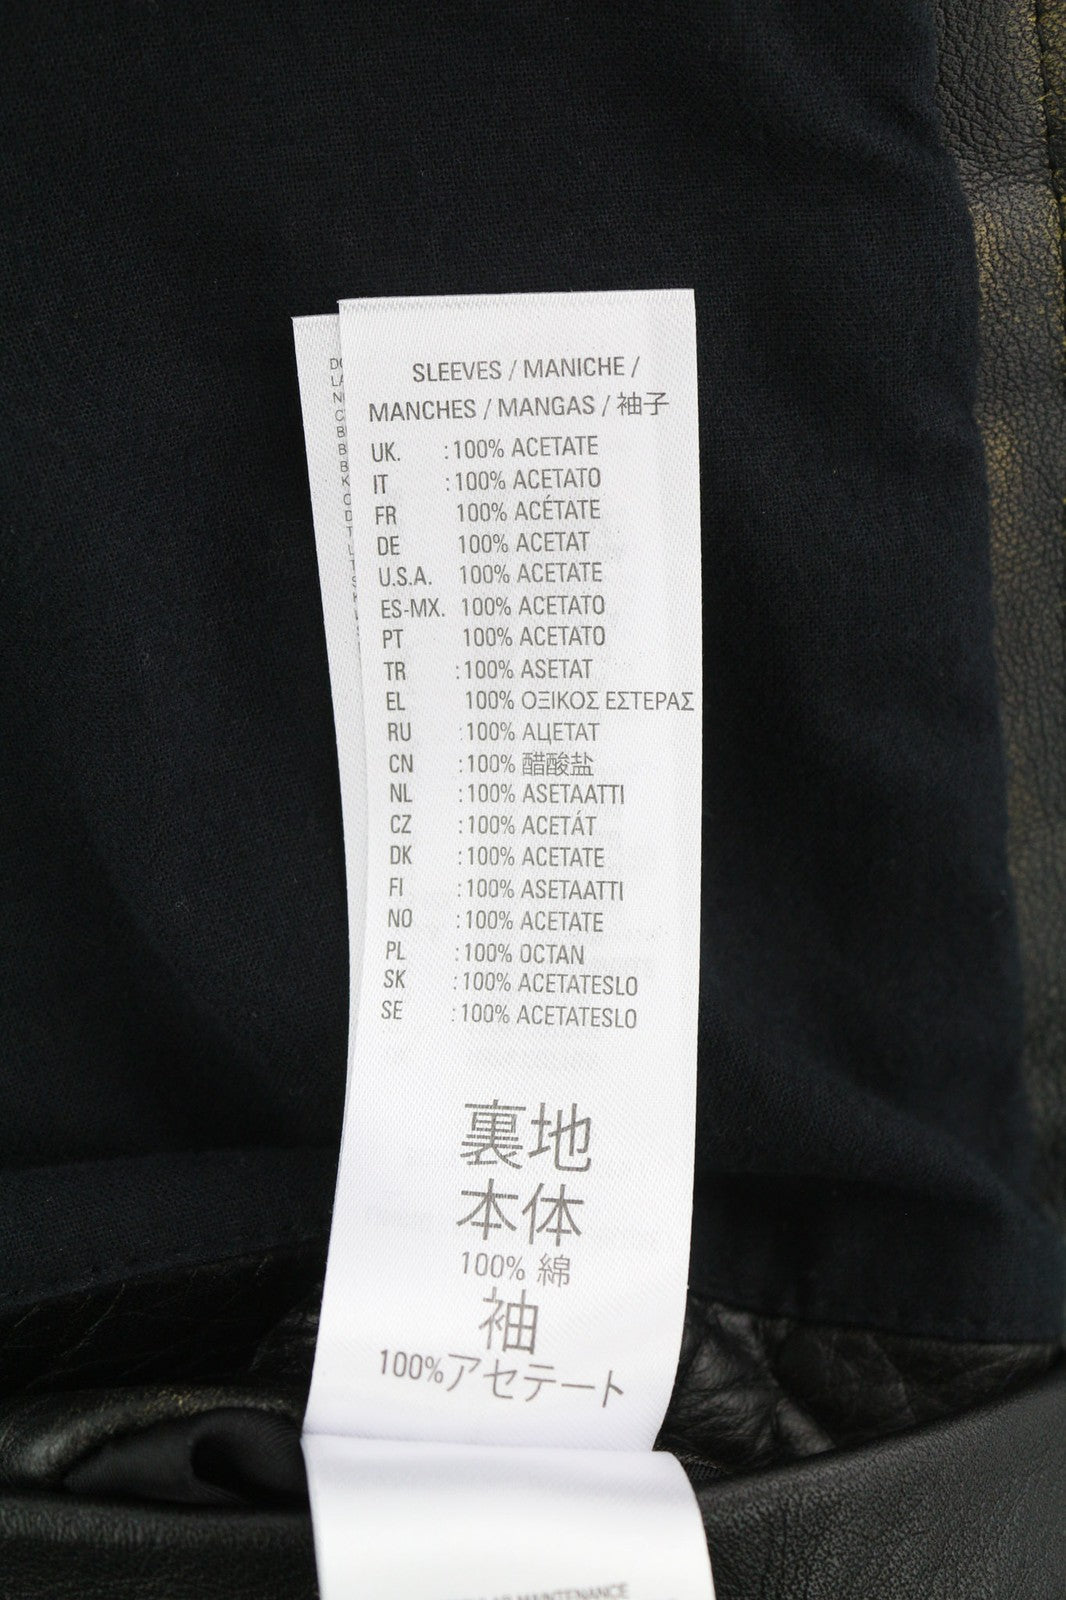 SLEEVES / MANICHE /
MANCHES / MANGAS / 袖子
UK. : 100% ACETATE
IT : 100% ACETATO
FR 100% ACÉTATE
DE 100% ACETAT
U.S.A. 100% ACETATE
ES-MX. 100% ACETATO
PT 100% ACETATO
TR : 100% ASETAT
EL 100% ΟΞΙΚΟΣ ΕΣΤΕΡΑΣ
RU : 100% АЦЕТАТ
CN : 100% 醋酸盐
NL : 100% ASETAATTI
CZ : 100% ACETÁT
DK : 100% ACETATE
FI : 100% ASETAATTI
NO : 100% ACETATE
PL : 100% OCTAN
SK : 100% ACETATESLO
SE : 100% ACETATESLO
裏地
本体
100% 綿
袖
100%アセテート
MAINTENANCE